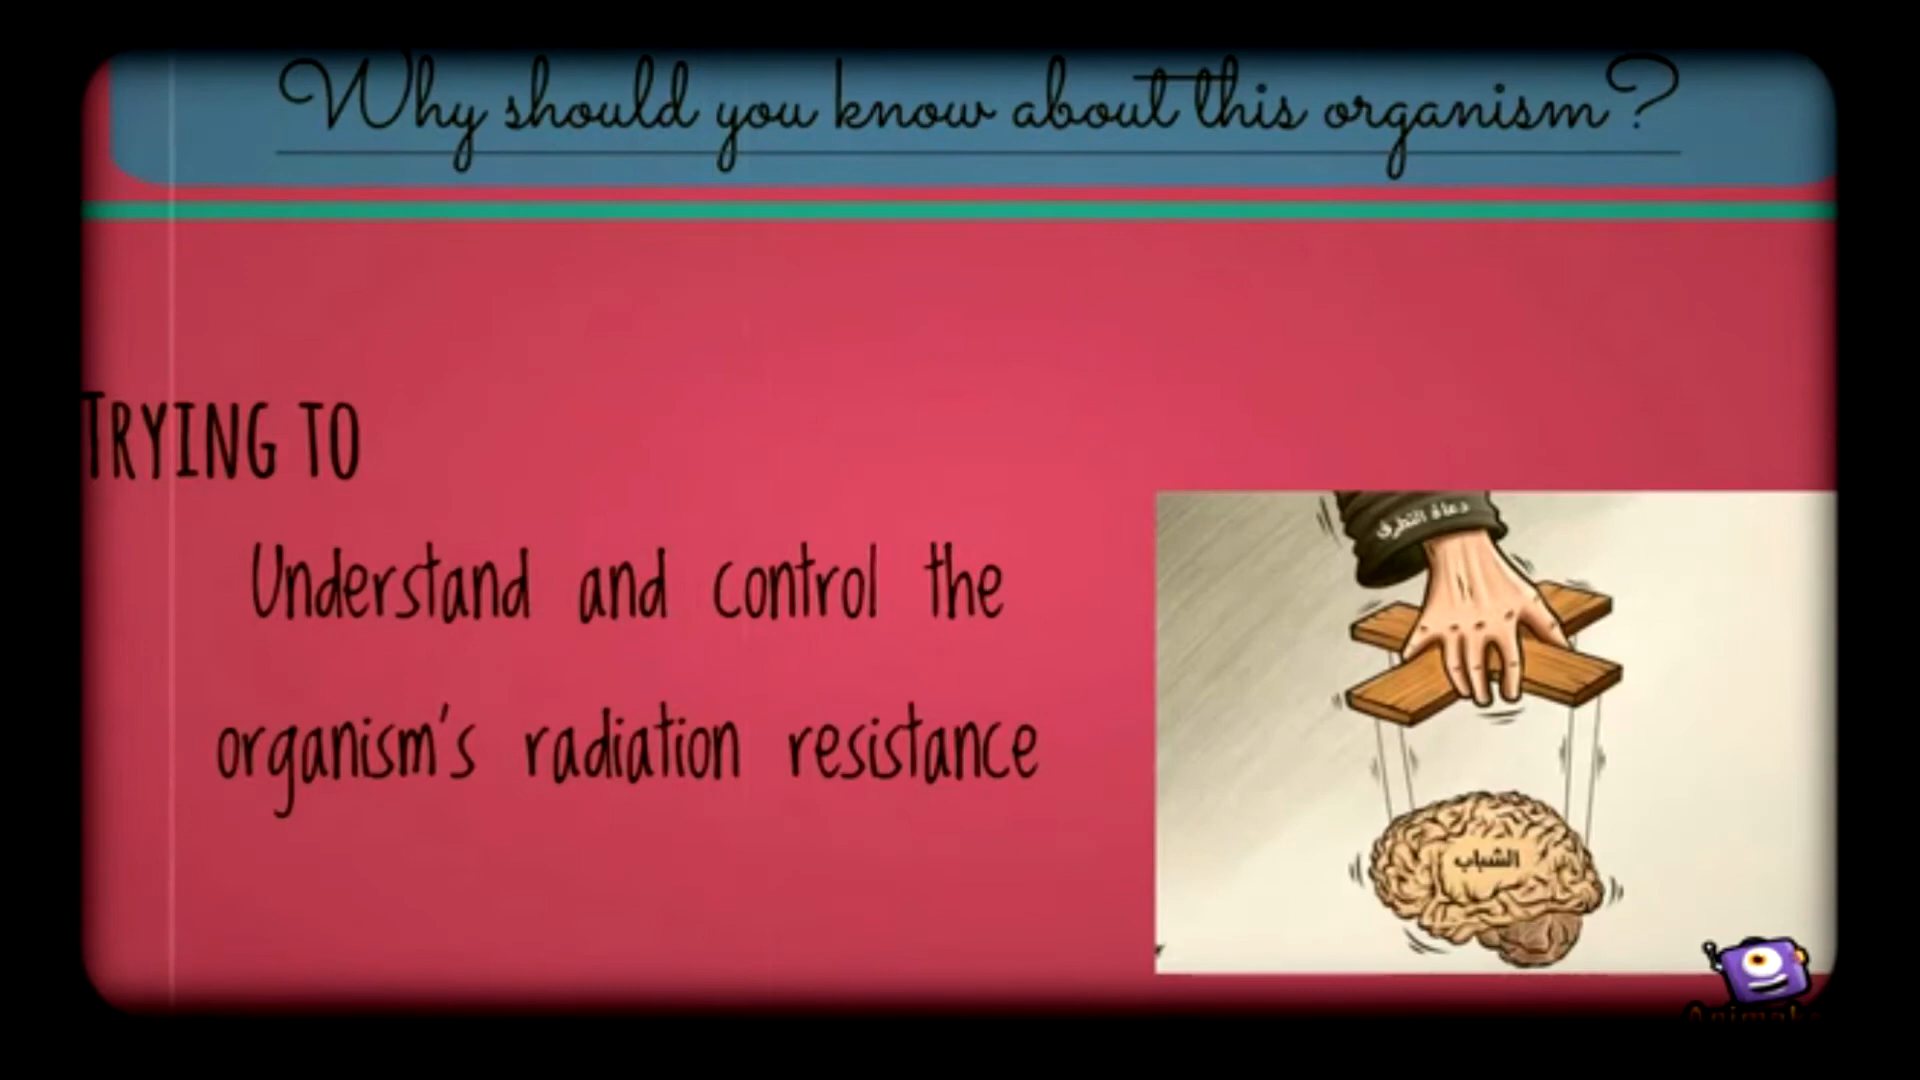 Why should you know about this organism?
TRYING TO
Understand and control the
organism's radiation resistance
دعاة التطرف
الشباب